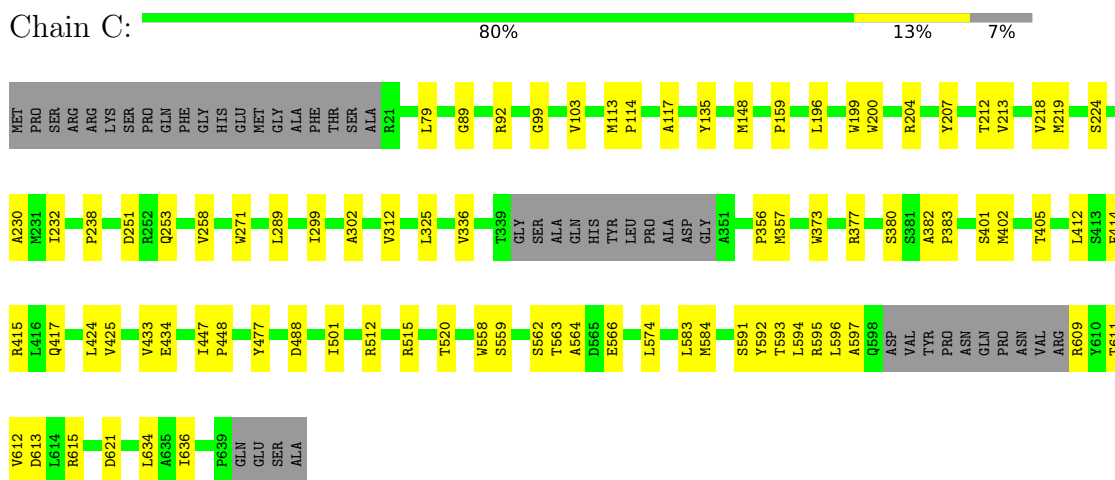 Chain C:
80% 13% 7%
MET PRO SER ARG ARG LYS SER PRO GLN PHE GLY HIS GLU MET GLY ALA PHE THR SER ALA R21 L79 G89 R92 G99 V103 M113 P114 A117 Y135 M148 P159 L196 W199 W200 R204 Y207 T212 V213 V218 M219 S224
A230 M231 I232 P238 D251 R252 Q253 V258 W271 L289 I299 A302 V312 L325 V336 T339 GLY SER ALA GLN HIS TYR LEU PRO ALA ASP GLY A351 P356 M357 W373 R377 S380 S381 A382 P383 S401 M402 T405 L412 S413 E414
R415 L416 Q417 L424 V425 V433 E434 I447 P448 Y477 D488 I501 R512 R515 T520 W558 S559 S562 T563 A564 D565 E566 L574 L583 M584 S591 Y592 T593 L594 R595 L596 A597 Q598 ASP VAL TYR PRO ASN GLN PRO ASN VAL ARG R609 Y610 T611
V612 D613 L614 R615 D621 L634 A635 I636 P639 GLN GLU SER ALA